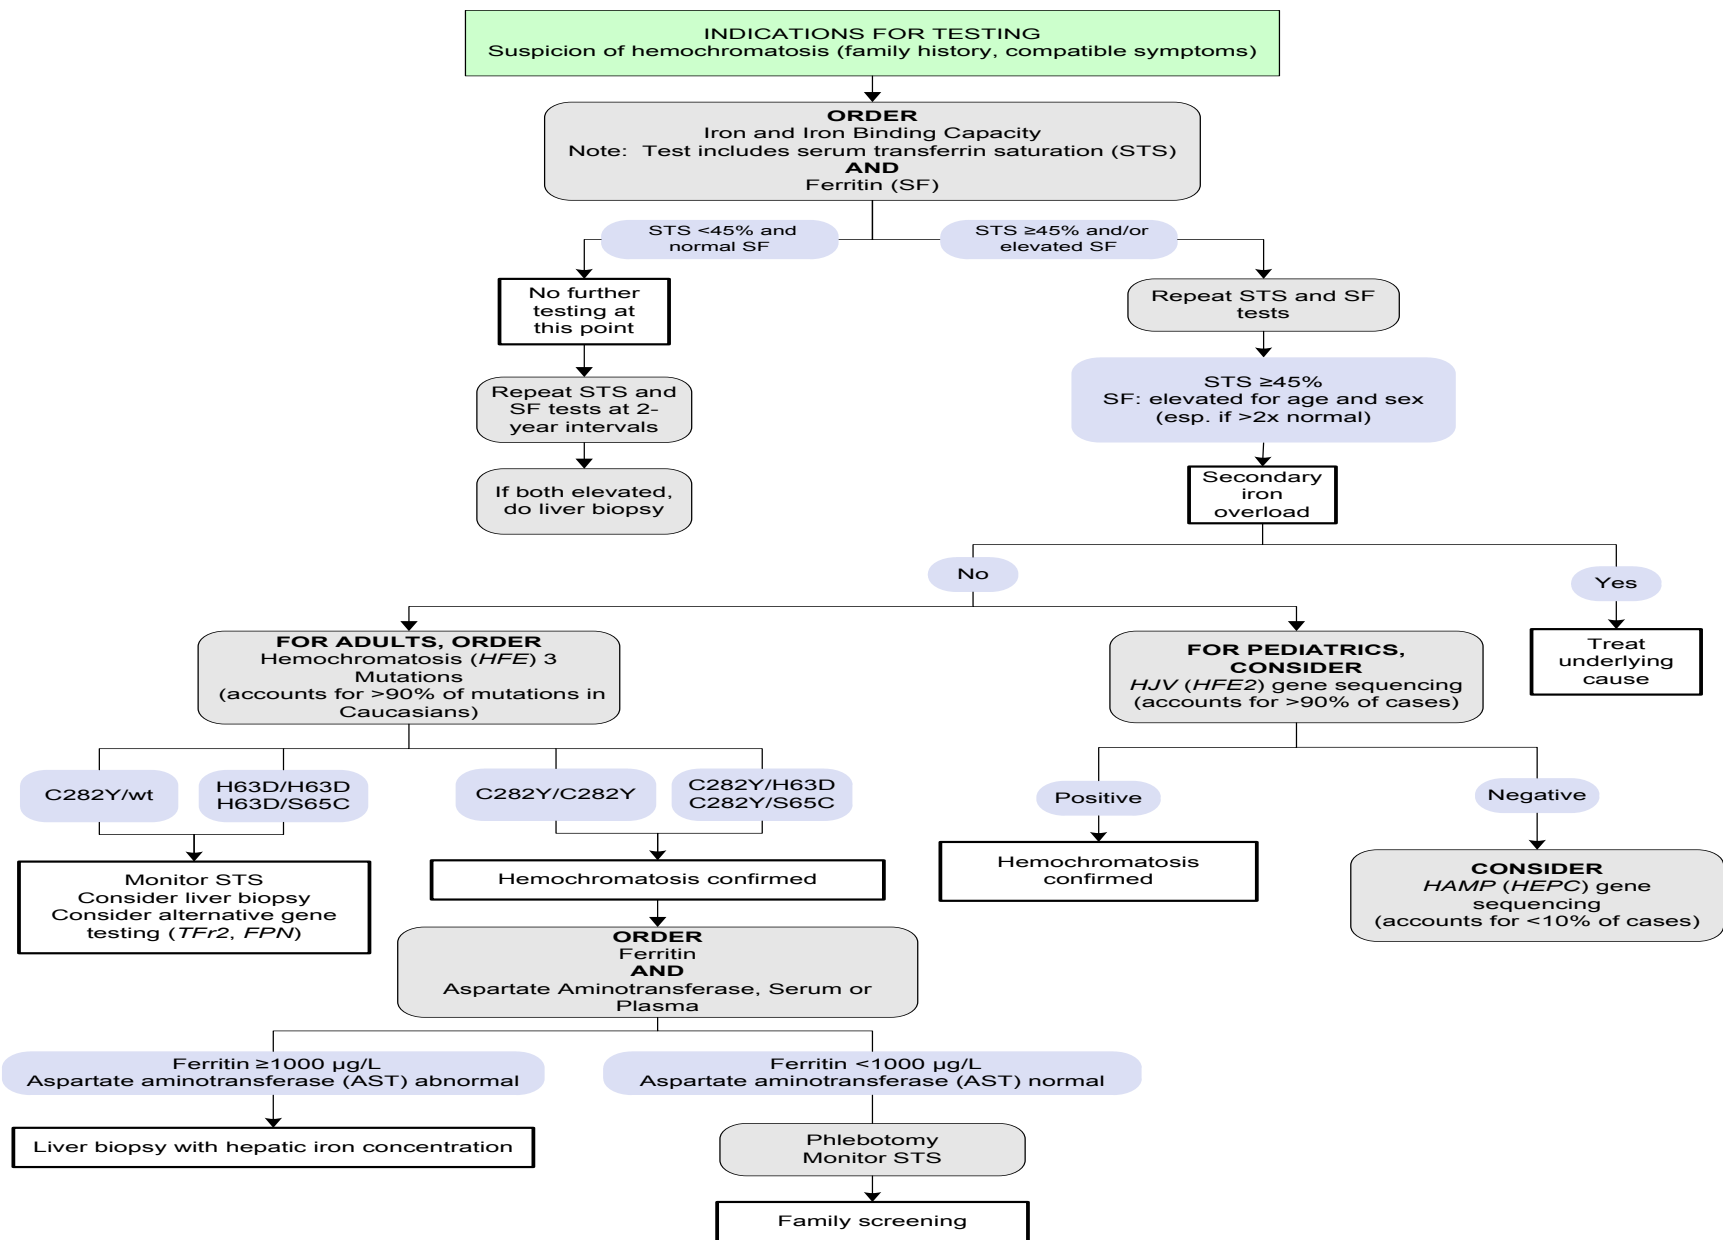 INDICATIONS FOR TESTING
Suspicion of hemochromatosis (family history, compatible symptoms)
ORDER
Iron and Iron Binding Capacity
Note:  Test includes serum transferrin saturation (STS)
AND
Ferritin (SF)
STS <45% and
normal SF
STS ≥45% and/or
elevated SF
No further
testing at
this point
Repeat STS and SF
tests
Repeat STS and
SF tests at 2-
year intervals
STS ≥45%
SF: elevated for age and sex
(esp. if >2x normal)
If both elevated,
do liver biopsy
Secondary
iron
overload
No
Yes
FOR ADULTS, ORDER
Hemochromatosis (HFE) 3
Mutations
(accounts for >90% of mutations in
Caucasians)
FOR PEDIATRICS,
CONSIDER
HJV (HFE2) gene sequencing
(accounts for >90% of cases)
Treat
underlying
cause
C282Y/wt
H63D/H63D
H63D/S65C
C282Y/C282Y
C282Y/H63D
C282Y/S65C
Positive
Negative
Monitor STS
Consider liver biopsy
Consider alternative gene
testing (TFr2, FPN)
Hemochromatosis confirmed
Hemochromatosis
confirmed
CONSIDER
HAMP (HEPC) gene
sequencing
(accounts for <10% of cases)
ORDER
Ferritin
AND
Aspartate Aminotransferase, Serum or
Plasma
Ferritin ≥1000 µg/L
Aspartate aminotransferase (AST) abnormal
Ferritin <1000 µg/L
Aspartate aminotransferase (AST) normal
Liver biopsy with hepatic iron concentration
Phlebotomy
Monitor STS
Family screening